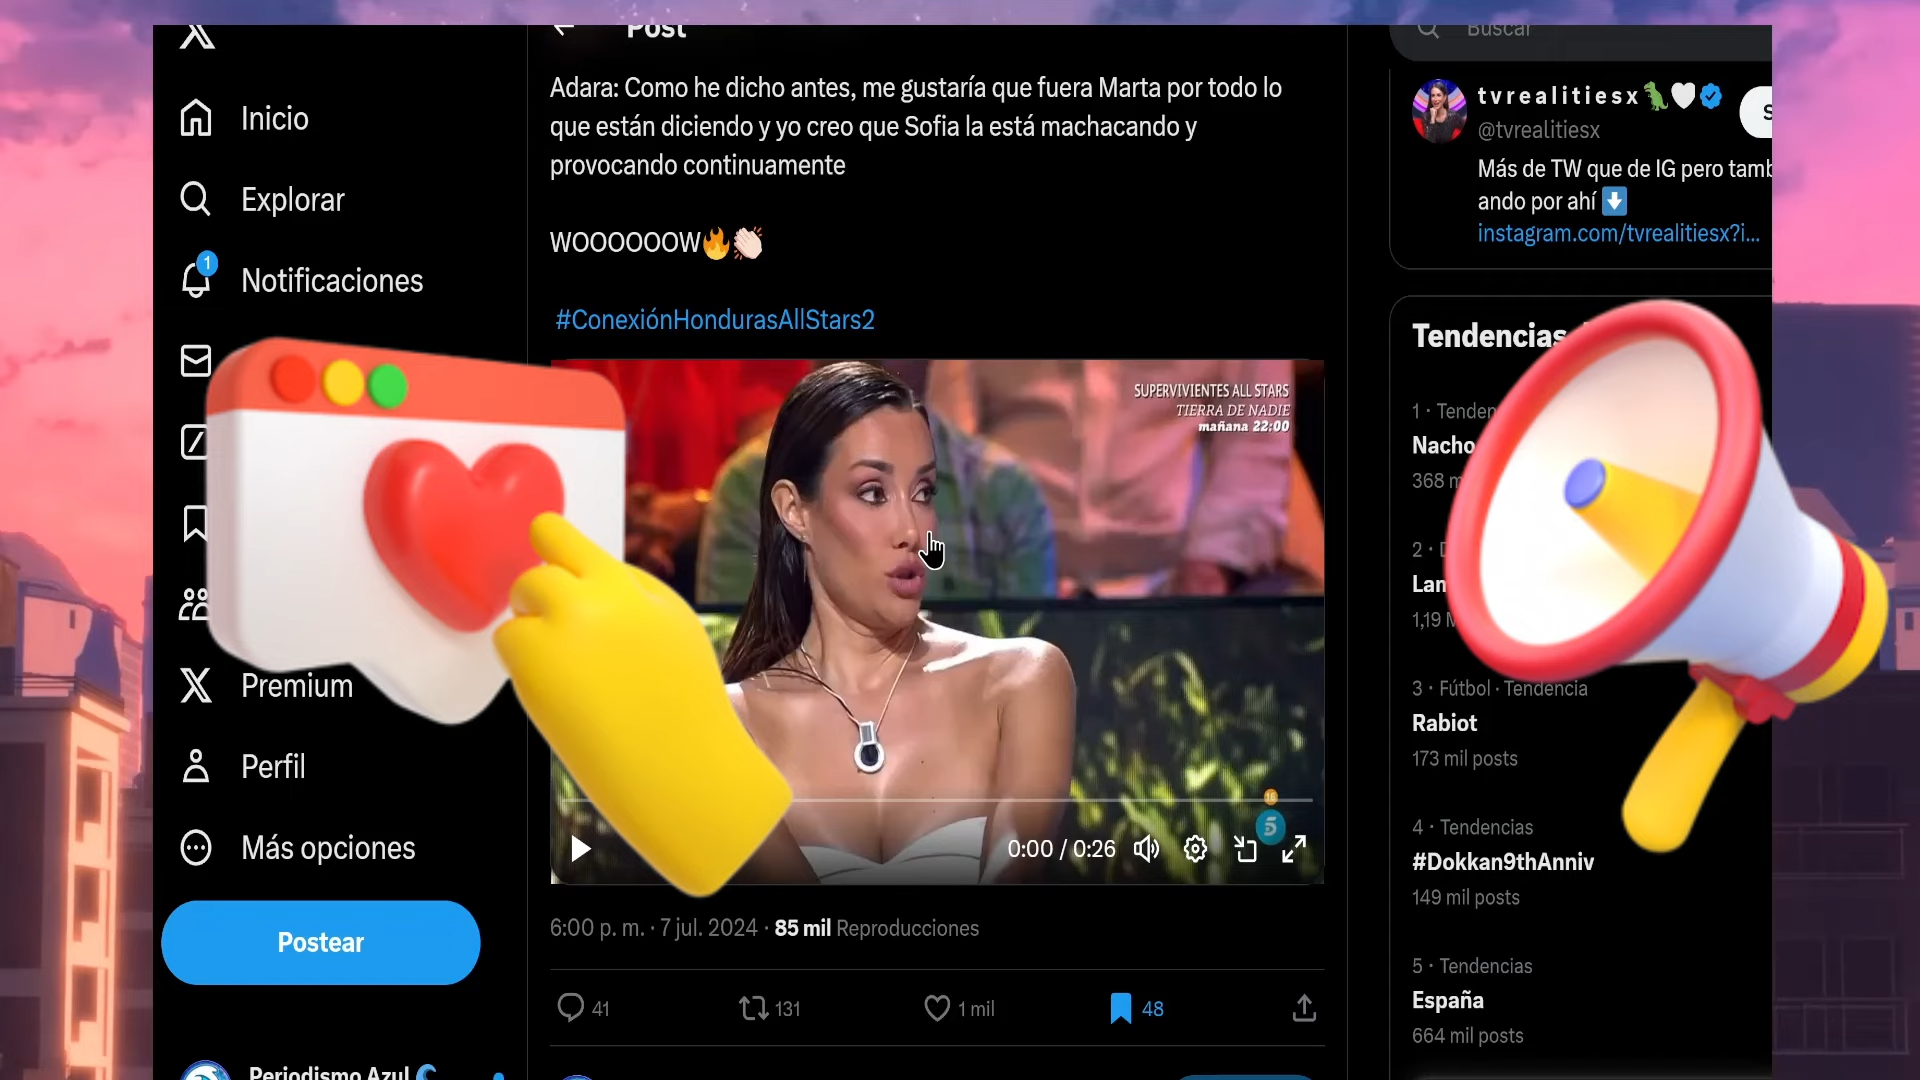 Inicio
Explorar
1
Notificaciones
Premium
Perfil
Más opciones
Postear
Periodismo Azul
Post
Adara: Como he dicho antes, me gustaría que fuera Marta por todo lo
que están diciendo y yo creo que Sofia la está machacando y
provocando continuamente
WOOOOOOW🔥👏🏻
#ConexiónHondurasAllStars2
SUPERVIVIENTES ALL STARS
TIERRA DE NADIE
mañana 22:00
5
0:00 / 0:26
6:00 p. m. · 7 jul. 2024 · 85 mil Reproducciones
41
131
1 mil
48
Buscar
tvrealitiesx🦖🤍
S
@tvrealitiesx
Más de TW que de IG pero tamb
ando por ahí ⬇️
instagram.com/tvrealitiesx?i...
Tendencias
1 · Tenden
Nacho
368 m
2 · D
Lan
1,19 M
3 · Fútbol · Tendencia
Rabiot
173 mil posts
4 · Tendencias
#Dokkan9thAnniv
149 mil posts
5 · Tendencias
España
664 mil posts